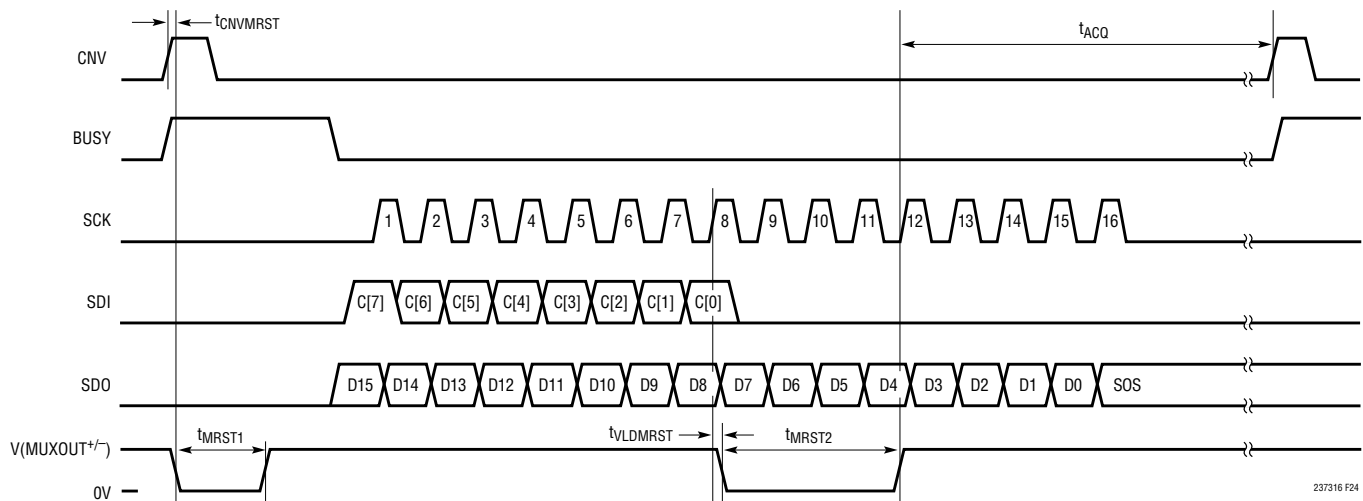 tCNVMRST
tACQ
CNV
BUSY
SCK 1 2 3 4 5 6 7 8 9 10 11 12 13 14 15 16
SDI C[7] C[6] C[5] C[4] C[3] C[2] C[1] C[0]
SDO D15 D14 D13 D12 D11 D10 D9 D8 D7 D6 D5 D4 D3 D2 D1 D0 SOS
tMRST1 tVLDMRST tMRST2
V(MUXOUT+/–)
0V
237316 F24